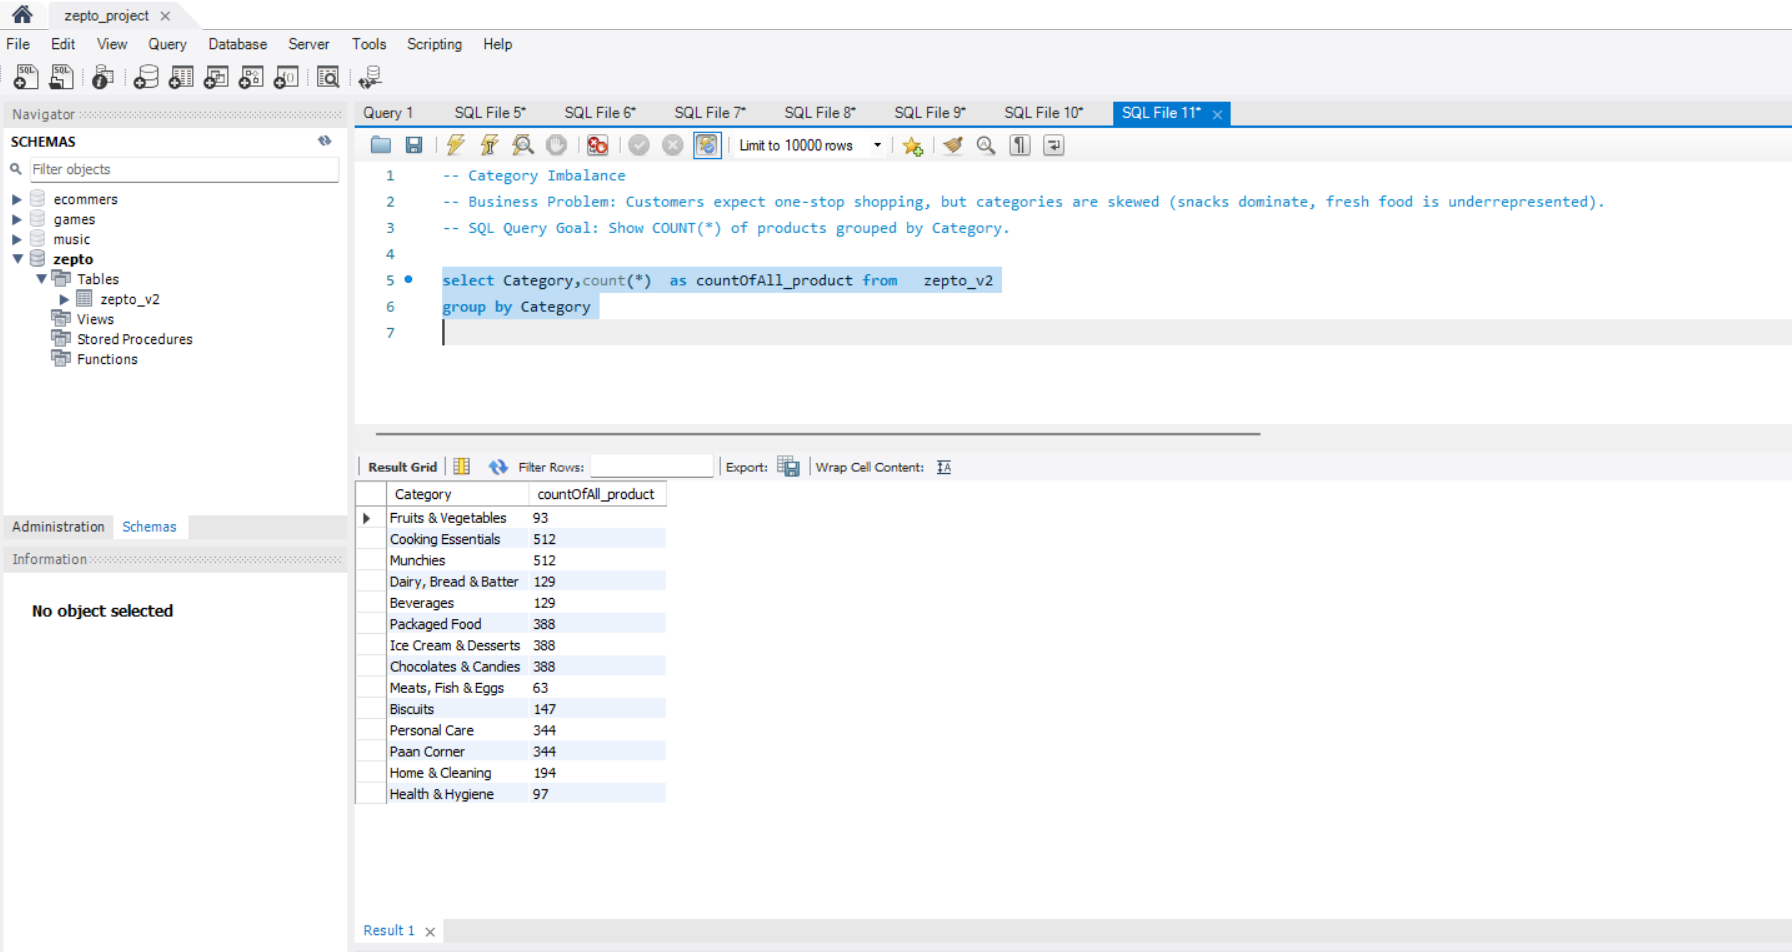 zepto_project
File Edit View Query Database Server Tools Scripting Help
SQL SQL
Navigator
SCHEMAS
Filter objects
ecommers
games
music
zepto
Tables
zepto_v2
Views
Stored Procedures
Functions
Administration Schemas
Information
No object selected
Query 1 SQL File 5* SQL File 6* SQL File 7* SQL File 8* SQL File 9* SQL File 10* SQL File 11*
Limit to 10000 rows
1 -- Category Imbalance
2 -- Business Problem: Customers expect one-stop shopping, but categories are skewed (snacks dominate, fresh food is underrepresented).
3 -- SQL Query Goal: Show COUNT(*) of products grouped by Category.
4
5 select Category,count(*)  as countOfAll_product from   zepto_v2
6 group by Category
7
Result Grid Filter Rows: Export: Wrap Cell Content:
Category countOfAll_product
Fruits & Vegetables 93
Cooking Essentials 512
Munchies 512
Dairy, Bread & Batter 129
Beverages 129
Packaged Food 388
Ice Cream & Desserts 388
Chocolates & Candies 388
Meats, Fish & Eggs 63
Biscuits 147
Personal Care 344
Paan Corner 344
Home & Cleaning 194
Health & Hygiene 97
Result 1